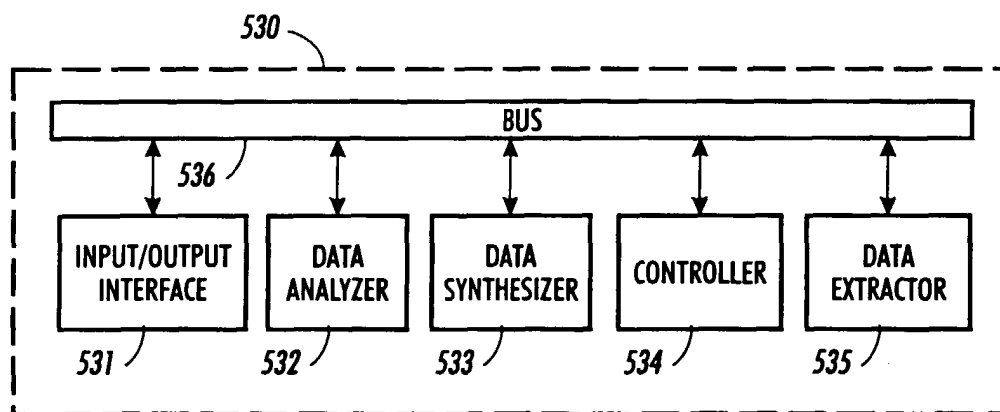 530
BUS
536
INPUT/OUTPUT
INTERFACE
DATA
ANALYZER
DATA
SYNTHESIZER
CONTROLLER
DATA
EXTRACTOR
531
532
533
534
535